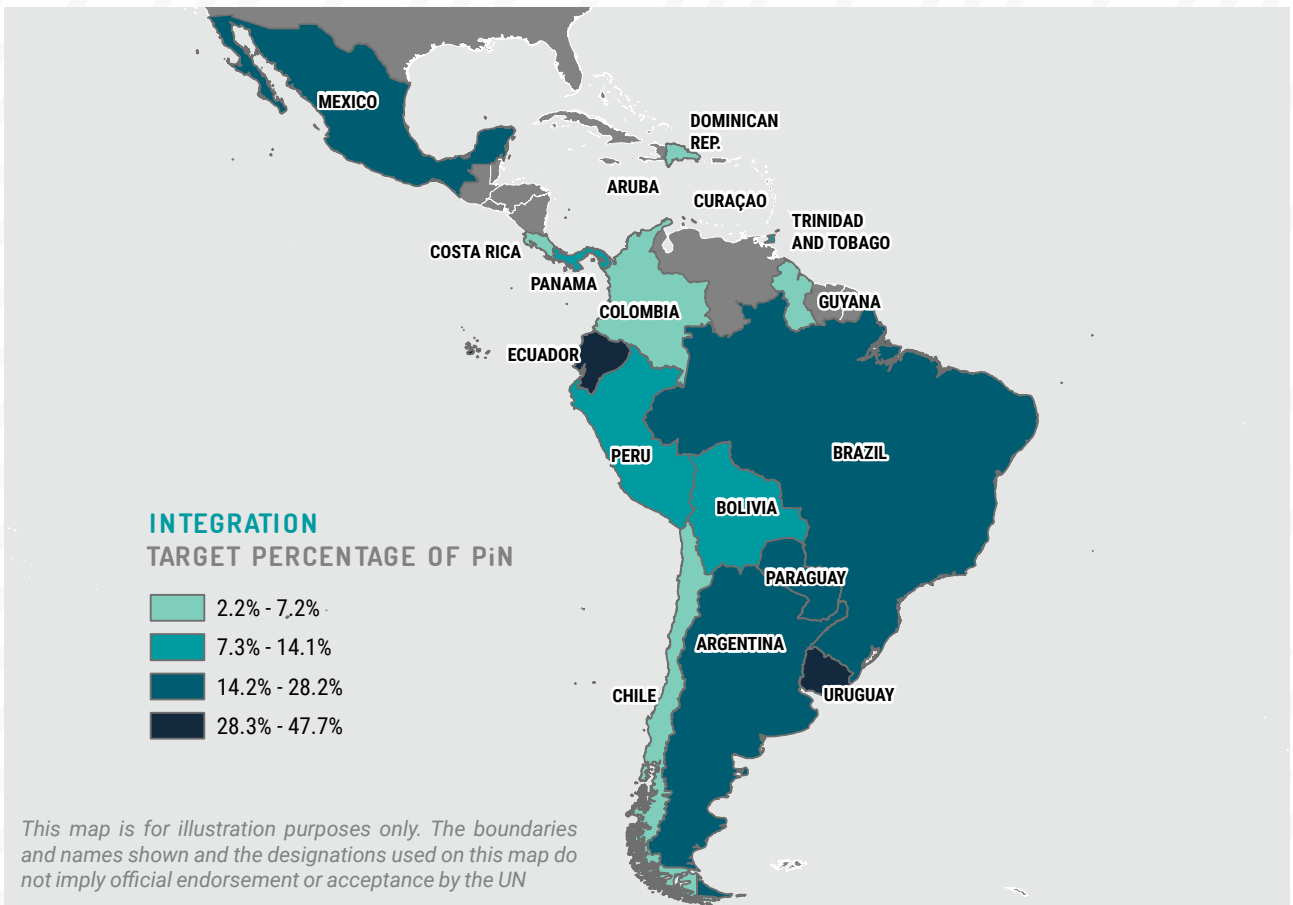 MEXICO
DOMINICAN
REP.
ARUBA
CURAÇAO
TRINIDAD
AND TOBAGO
COSTA RICA
PANAMA
GUYANA
COLOMBIA
ECUADOR
PERU
BRAZIL
BOLIVIA
PARAGUAY
ARGENTINA
CHILE
URUGUAY
INTEGRATION
TARGET PERCENTAGE OF PiN
2.2% - 7.2%
7.3% - 14.1%
14.2% - 28.2%
28.3% - 47.7%
This map is for illustration purposes only. The boundaries
and names shown and the designations used on this map do
not imply official endorsement or acceptance by the UN